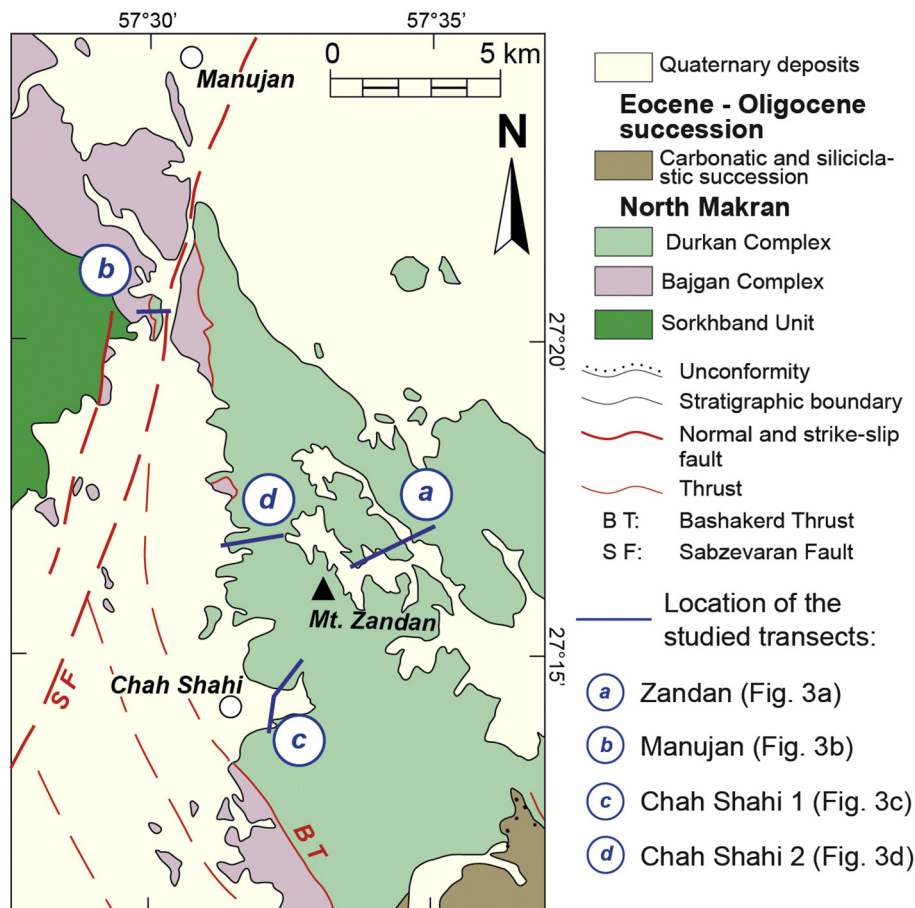 57°30'
57°35'
0
5 km
Manujan
N
b
27°20'
d
a
Mt. Zandan
27°15'
Chah Shahi
S F
c
B T
Quaternary deposits
Eocene - Oligocene
succession
Carbonatic and silicicla-
stic succession
North Makran
Durkan Complex
Bajgan Complex
Sorkhband Unit
Unconformity
Stratigraphic boundary
Normal and strike-slip
fault
Thrust
B T: Bashakerd Thrust
S F: Sabzevaran Fault
Location of the
studied transects:
a Zandan (Fig. 3a)
b Manujan (Fig. 3b)
c Chah Shahi 1 (Fig. 3c)
d Chah Shahi 2 (Fig. 3d)